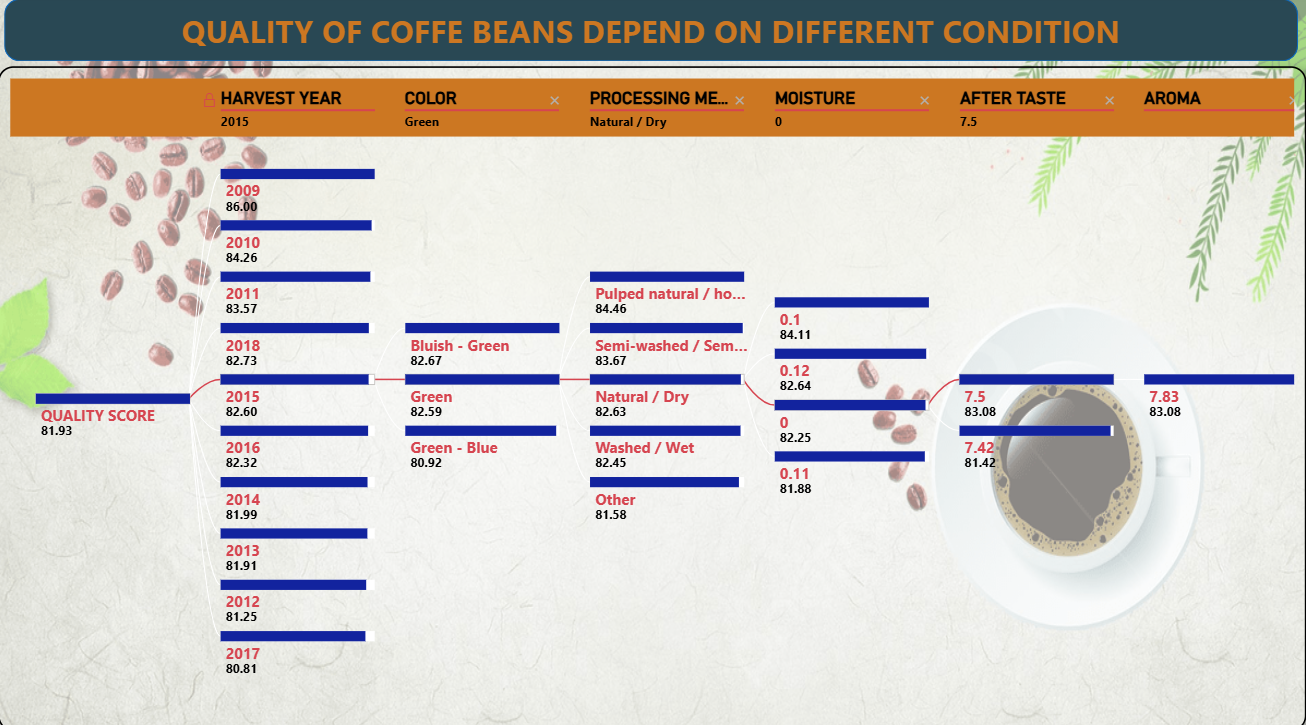 QUALITY OF COFFE BEANS DEPEND ON DIFFERENT CONDITION
HARVEST YEAR
2015
COLOR
Green
PROCESSING ME...
Natural / Dry
MOISTURE
0
AFTER TASTE
7.5
AROMA
QUALITY SCORE
81.93
2009
86.00
2010
84.26
2011
83.57
2018
82.73
2015
82.60
2016
82.32
2014
81.99
2013
81.91
2012
81.25
2017
80.81
Bluish - Green
82.67
Green
82.59
Green - Blue
80.92
Pulped natural / ho...
84.46
Semi-washed / Sem...
83.67
Natural / Dry
82.63
Washed / Wet
82.45
Other
81.58
0.1
84.11
0.12
82.64
0
82.25
0.11
81.88
7.5
83.08
7.42
81.42
7.83
83.08